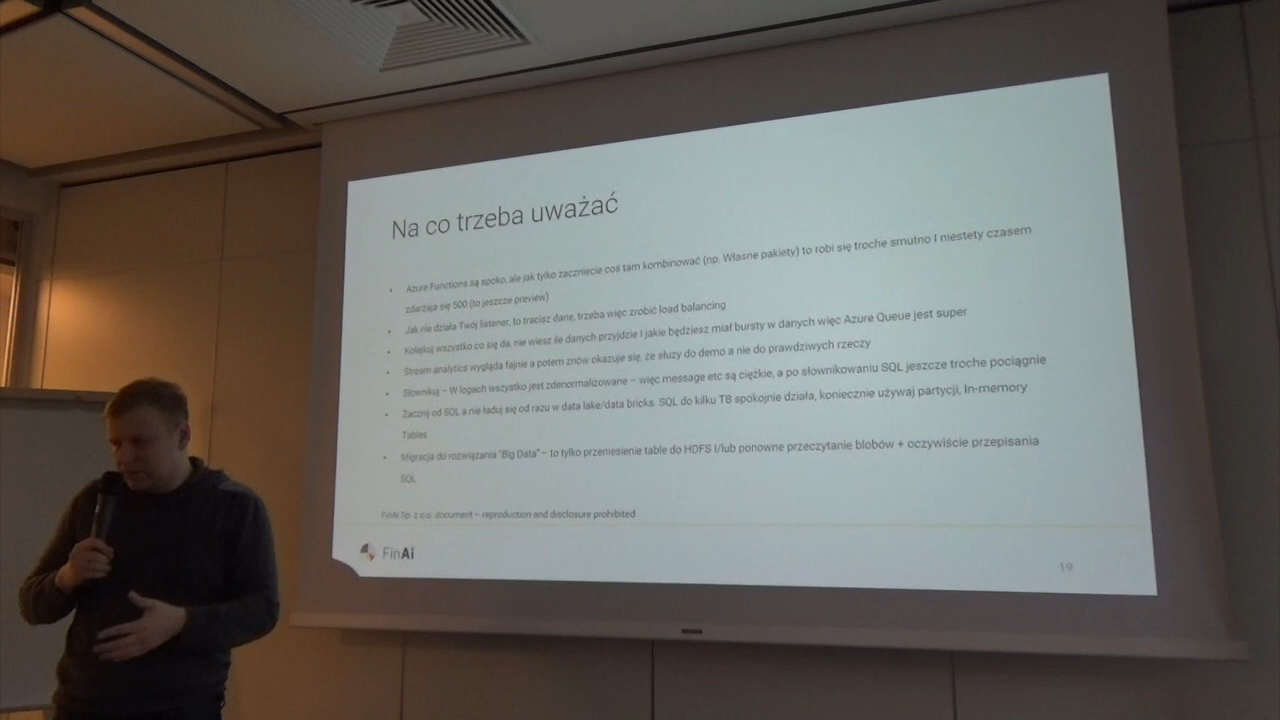 Na co trzeba uważać
Azure Functions są spoko, ale jak tylko zaczniecie coś tam kombinować (np. Własne pakiety) to robi się troche smutno I niestety czasem
zdarzają się 500 (to jeszcze preview)
Jak nie działa Twój listener, to tracisz dane, trzeba więc zrobić load balancing
Kolejkuj wszystko co się da, nie wiesz ile danych przyjdzie I jakie będziesz miał bursty w danych więc Azure Queue jest super
Stream analytics wygląda fajnie a potem znów okazuje się, że służy do demo a nie do prawdziwych rzeczy
Słownikuj – W logach wszystko jest zdenormalizowane – więc message etc są ciężkie, a po słownikowaniu SQL jeszcze troche pociągnie
Zacznij od SQL a nie ładuj się od razu w data lake/data bricks. SQL do kilku TB spokojnie działa, koniecznie używaj partycji, In-memory
Tables
Migracja do rozwiązania "Big Data" – to tylko przeniesienie table do HDFS I/lub ponowne przeczytanie blobów + oczywiście przepisania
SQL
FinAi Sp. z o.o. document – reproduction and disclosure prohibited
FinAi
19